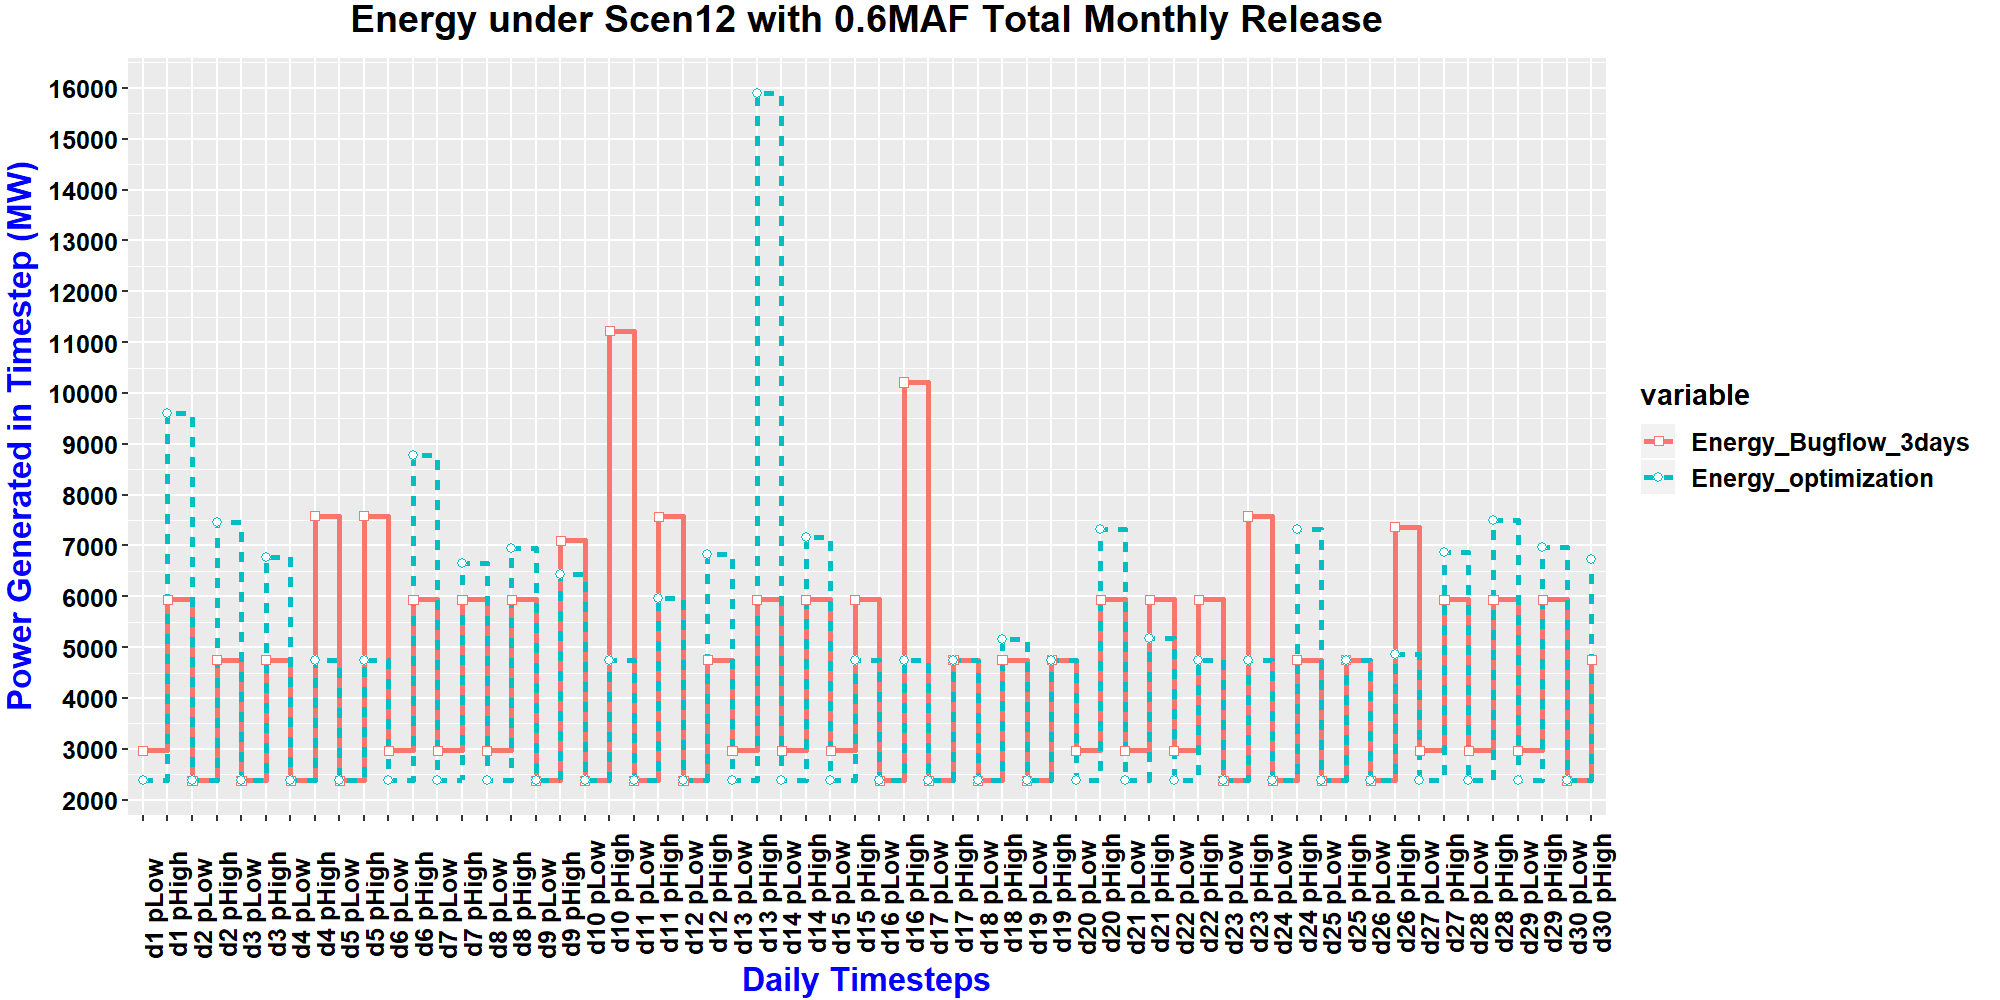 Energy under Scen12 with 0.6MAF Total Monthly Release
Power Generated in Timestep (MW)
16000
15000
14000
13000
12000
11000
10000
9000
8000
7000
6000
5000
4000
3000
2000
d1 pLow
d1 pHigh
d2 pLow
d2 pHigh
d3 pLow
d3 pHigh
d4 pLow
d4 pHigh
d5 pLow
d5 pHigh
d6 pLow
d6 pHigh
d7 pLow
d7 pHigh
d8 pLow
d8 pHigh
d9 pLow
d9 pHigh
d10 pLow
d10 pHigh
d11 pLow
d11 pHigh
d12 pLow
d12 pHigh
d13 pLow
d13 pHigh
d14 pLow
d14 pHigh
d15 pLow
d15 pHigh
d16 pLow
d16 pHigh
d17 pLow
d17 pHigh
d18 pLow
d18 pHigh
d19 pLow
d19 pHigh
d20 pLow
d20 pHigh
d21 pLow
d21 pHigh
d22 pLow
d22 pHigh
d23 pLow
d23 pHigh
d24 pLow
d24 pHigh
d25 pLow
d25 pHigh
d26 pLow
d26 pHigh
d27 pLow
d27 pHigh
d28 pLow
d28 pHigh
d29 pLow
d29 pHigh
d30 pLow
d30 pHigh
Daily Timesteps
variable
Energy_Bugflow_3days
Energy_optimization